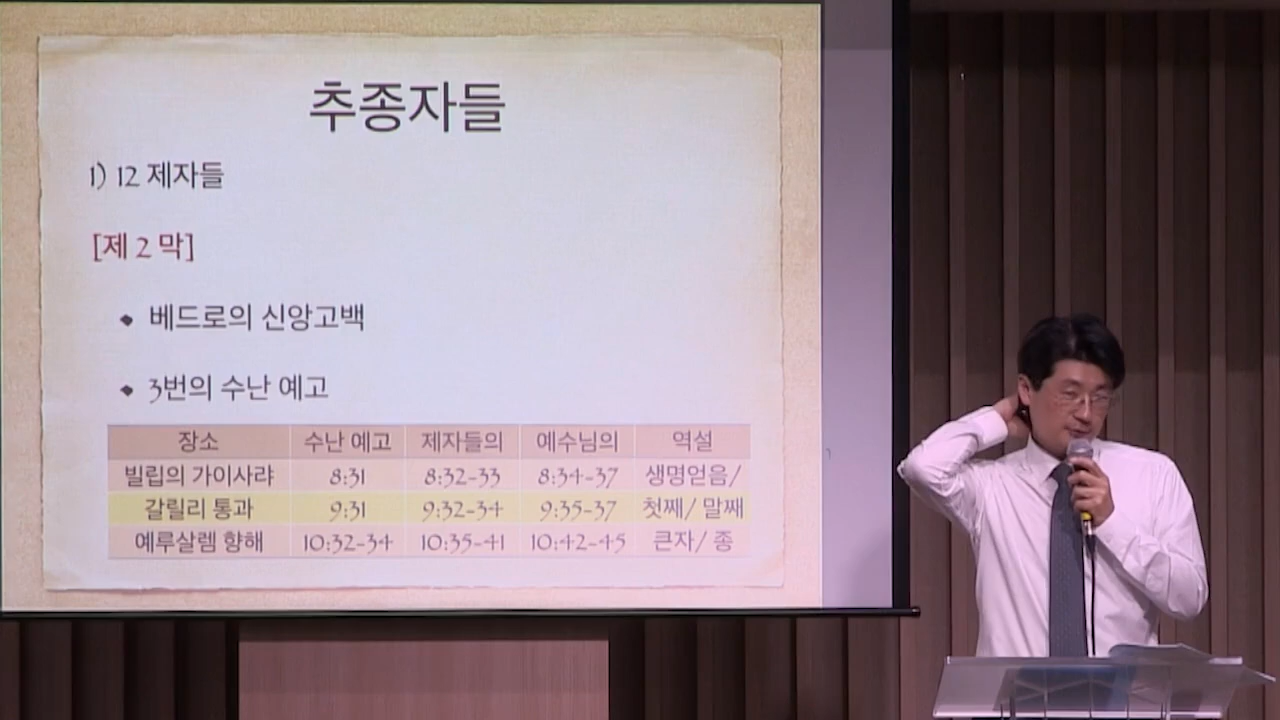 추종자들
1) 12 제자들
[제 2 막]
베드로의 신앙고백
3번의 수난 예고
장소 수난 예고 제자들의 예수님의 역설
빌립의 가이사랴 8:31 8:32-33 8:34-37 생명얻음/
갈릴리 통과 9:31 9:32-34 9:35-37 첫째/ 말째
예루살렘 향해 10:32-34 10:35-41 10:42-45 큰자/ 종